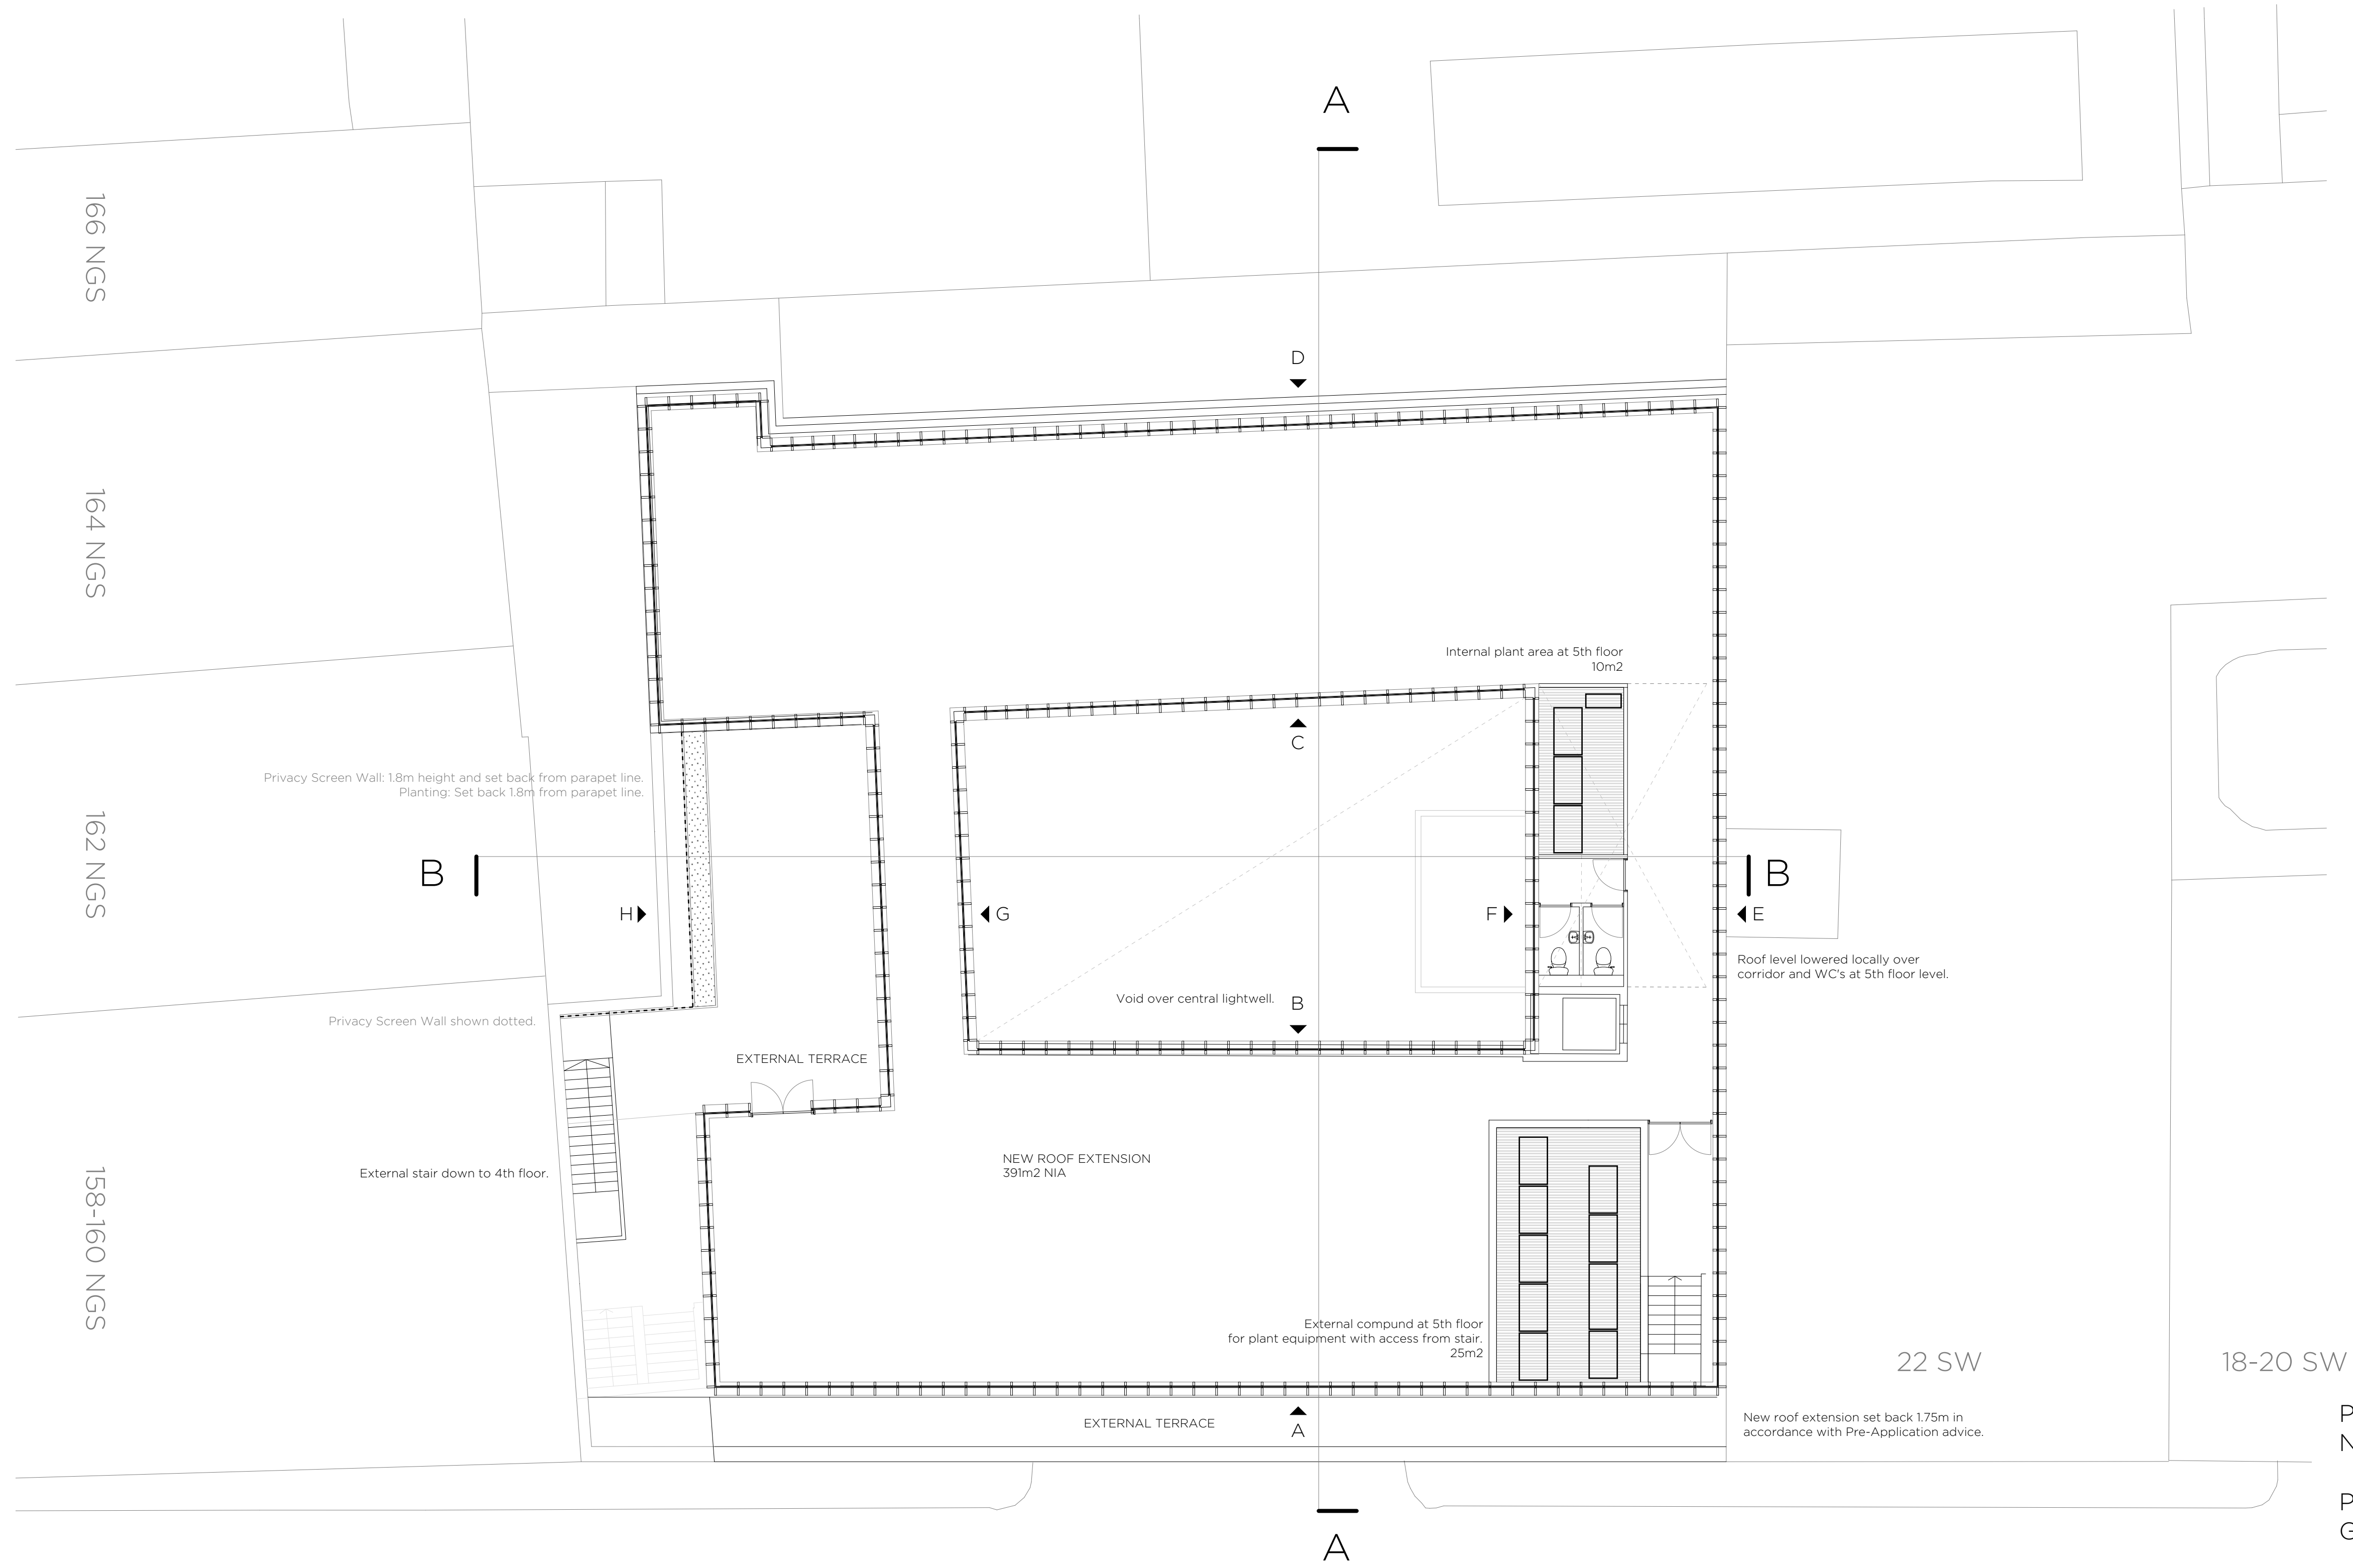 A
166 NGS
D
164 NGS
Internal plant area at 5th floor
10m2
C
Privacy Screen Wall: 1.8m height and set back from parapet line.
Planting: Set back 1.8m from parapet line.
162 NGS
B
B
H
G
F
E
Roof level lowered locally over
corridor and WC's at 5th floor level.
Void over central lightwell.
B
Privacy Screen Wall shown dotted.
EXTERNAL TERRACE
NEW ROOF EXTENSION
391m2 NIA
External stair down to 4th floor.
158-160 NGS
External compund at 5th floor
for plant equipment with access from stair.
25m2
22 SW
18-20 SW
EXTERNAL TERRACE
A
New roof extension set back 1.75m in
accordance with Pre-Application advice.
A